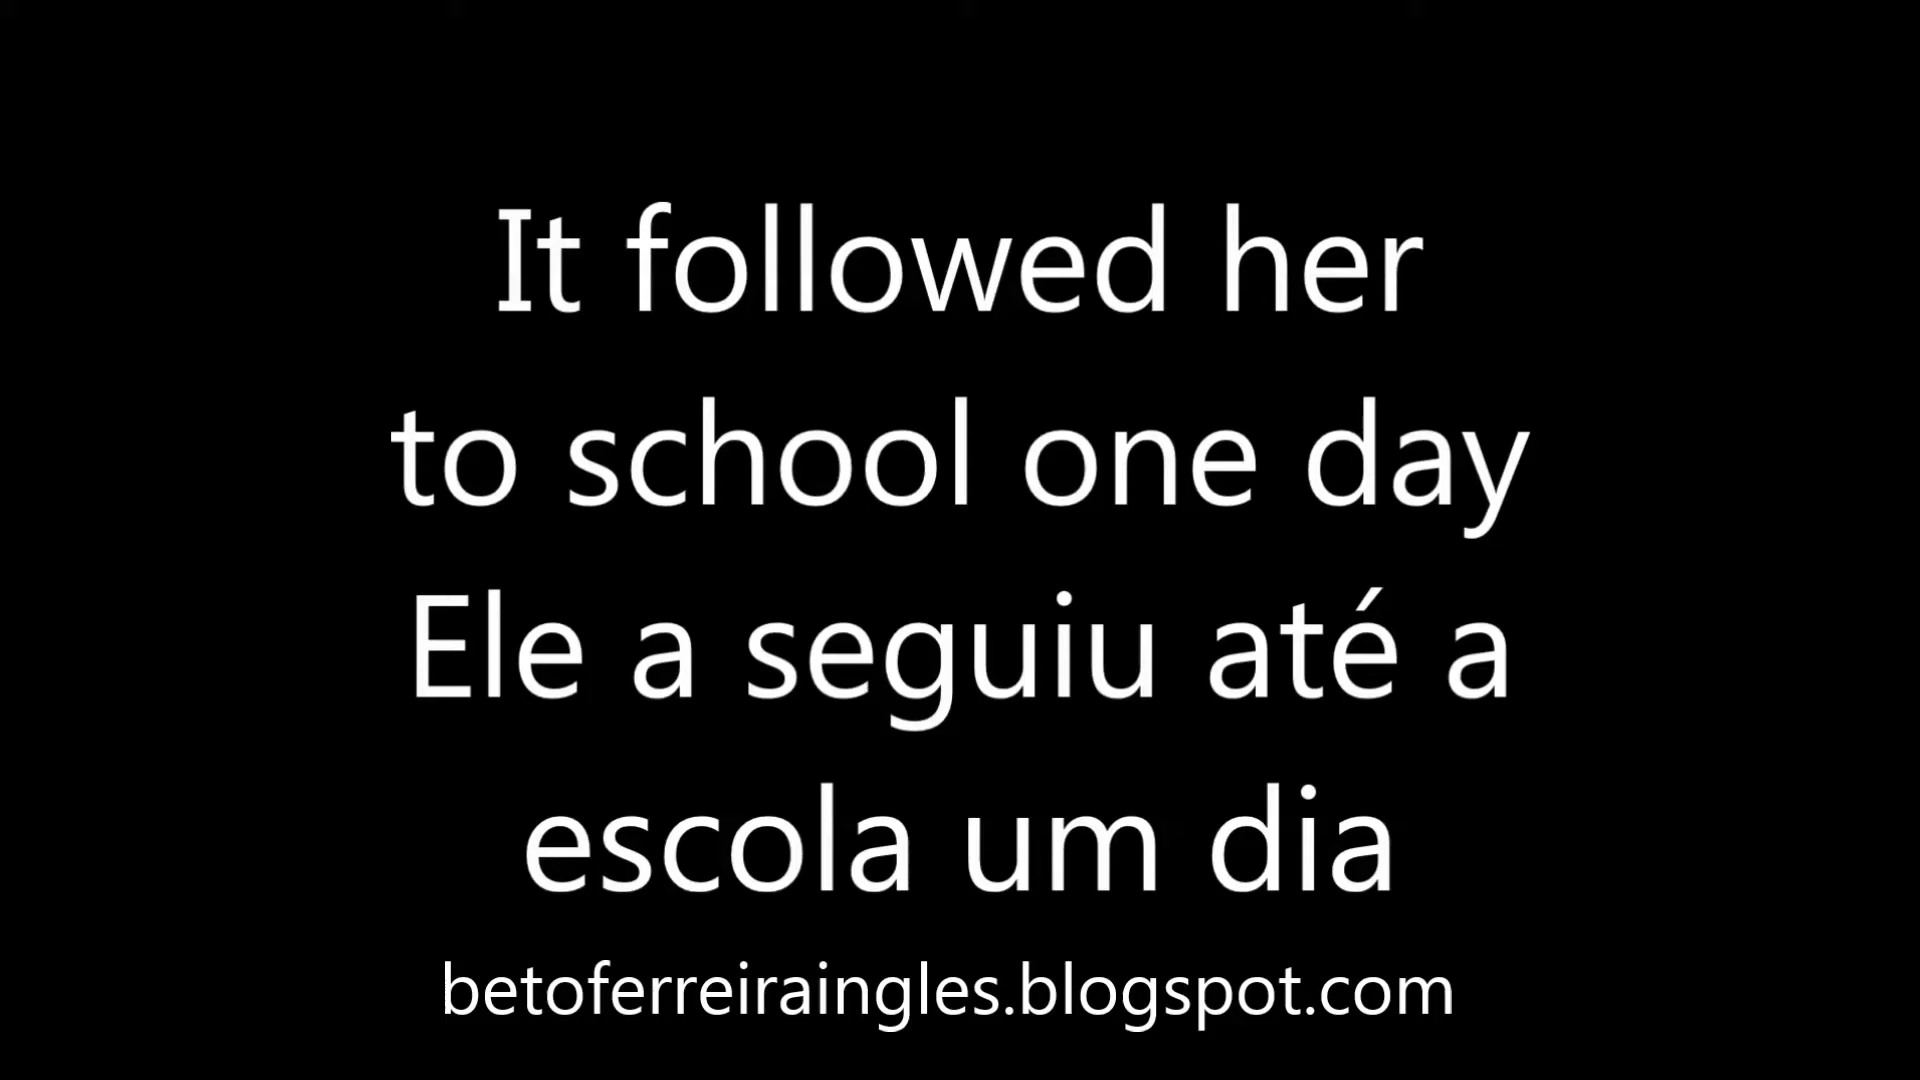 It followed her
to school one day
Ele a seguiu até a
escola um dia
betoferreiraingles.blogspot.com